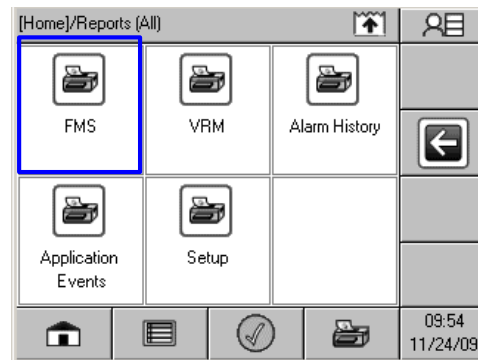 [Home]/Reports (All)
FMS
VRM
Alarm History
Application
Events
Setup
09:54
11/24/09